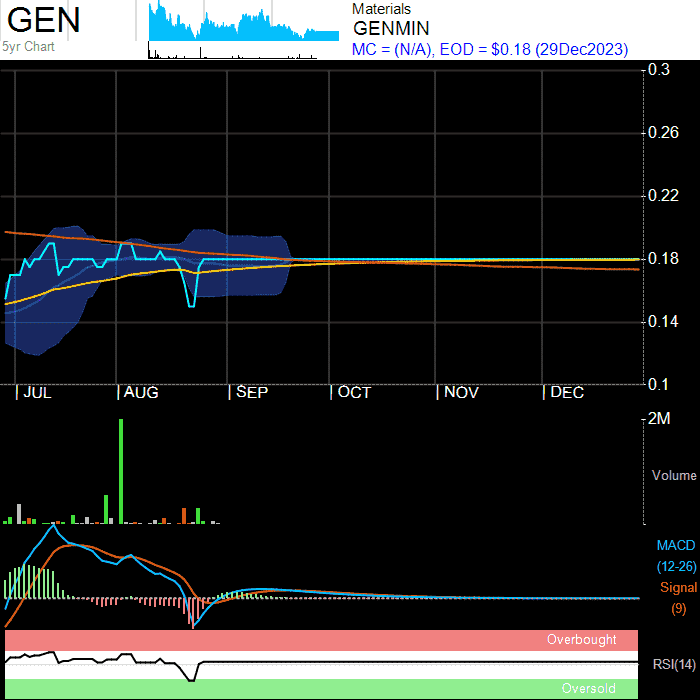 GEN
5yr Chart
Materials
GENMIN
MC = (N/A), EOD = $0.18 (29Dec2023)
0.3
0.26
0.22
0.18
0.14
0.1
JUL AUG SEP OCT NOV DEC
2M
Volume
MACD
(12-26)
Signal
(9)
Overbought
RSI(14)
Oversold